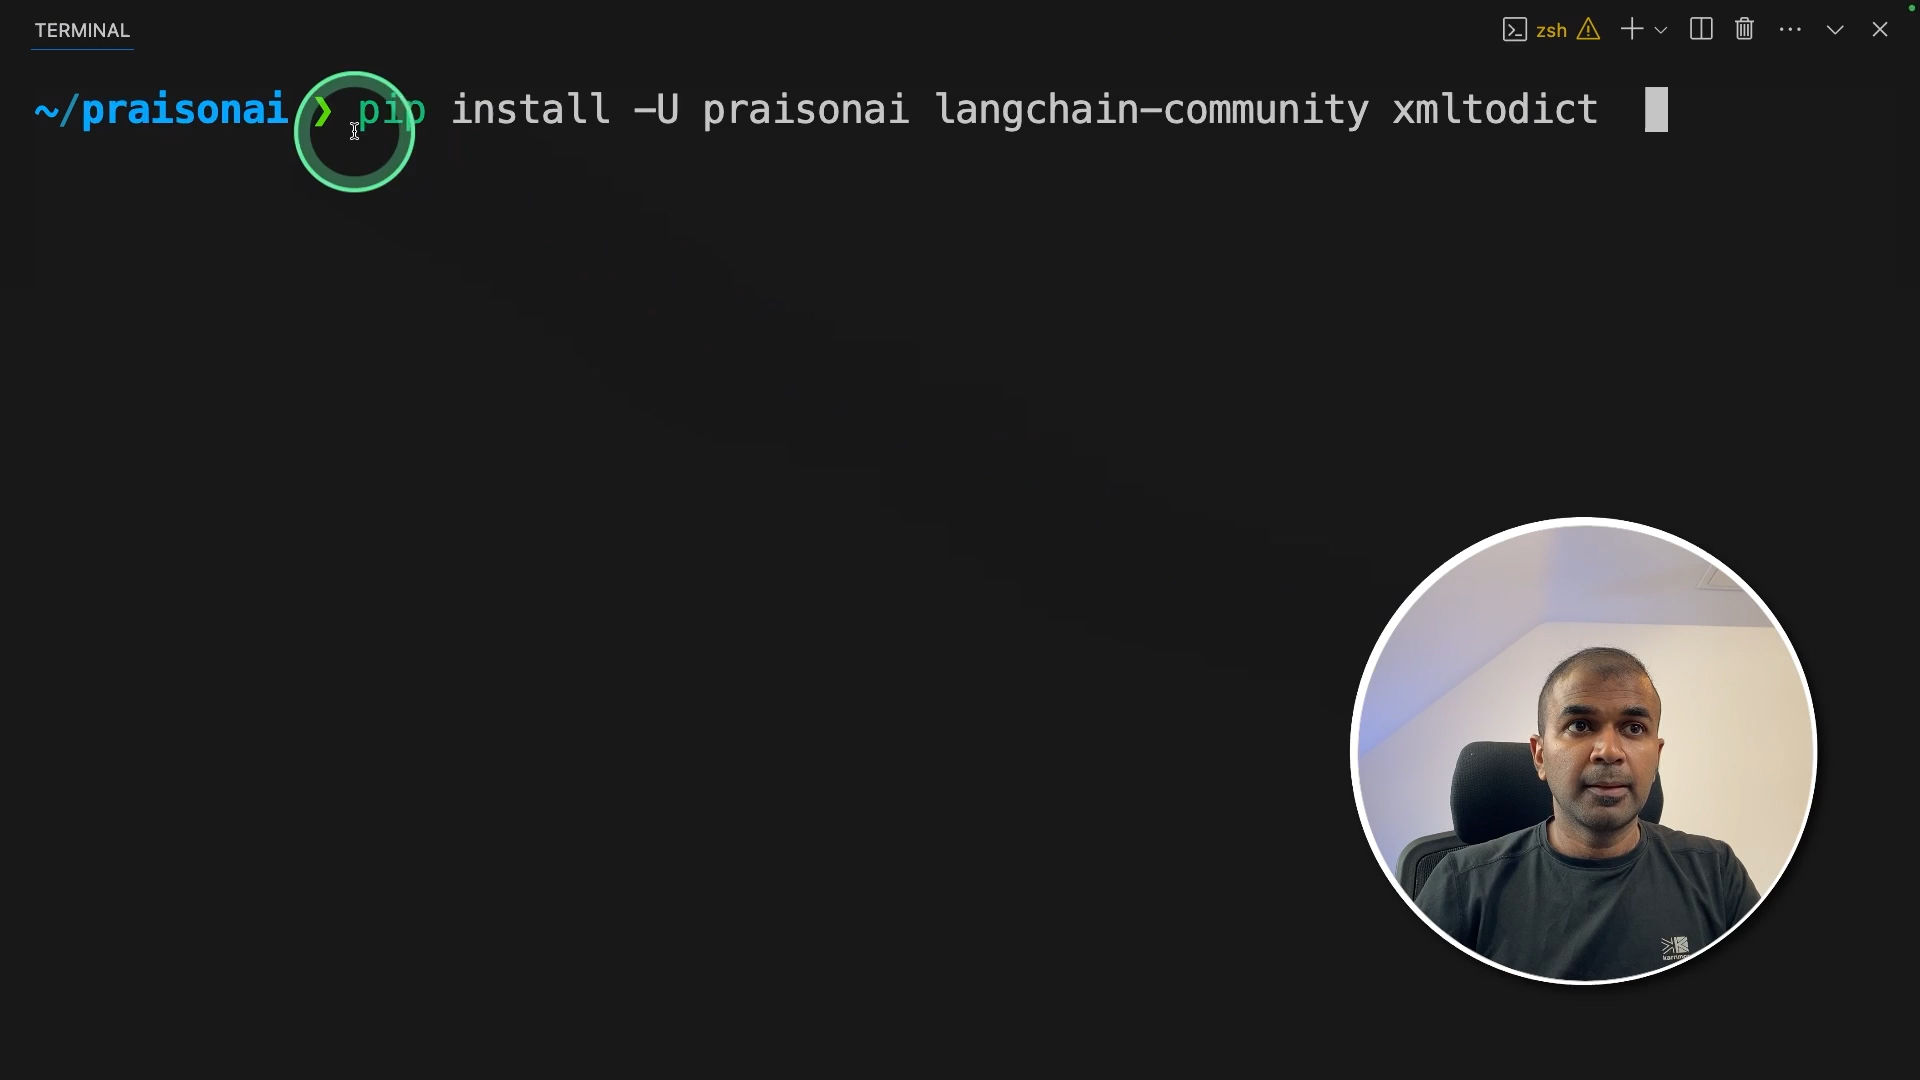 TERMINAL
zsh
~/praisonai ❯ pip install -U praisonai langchain-community xmltodict